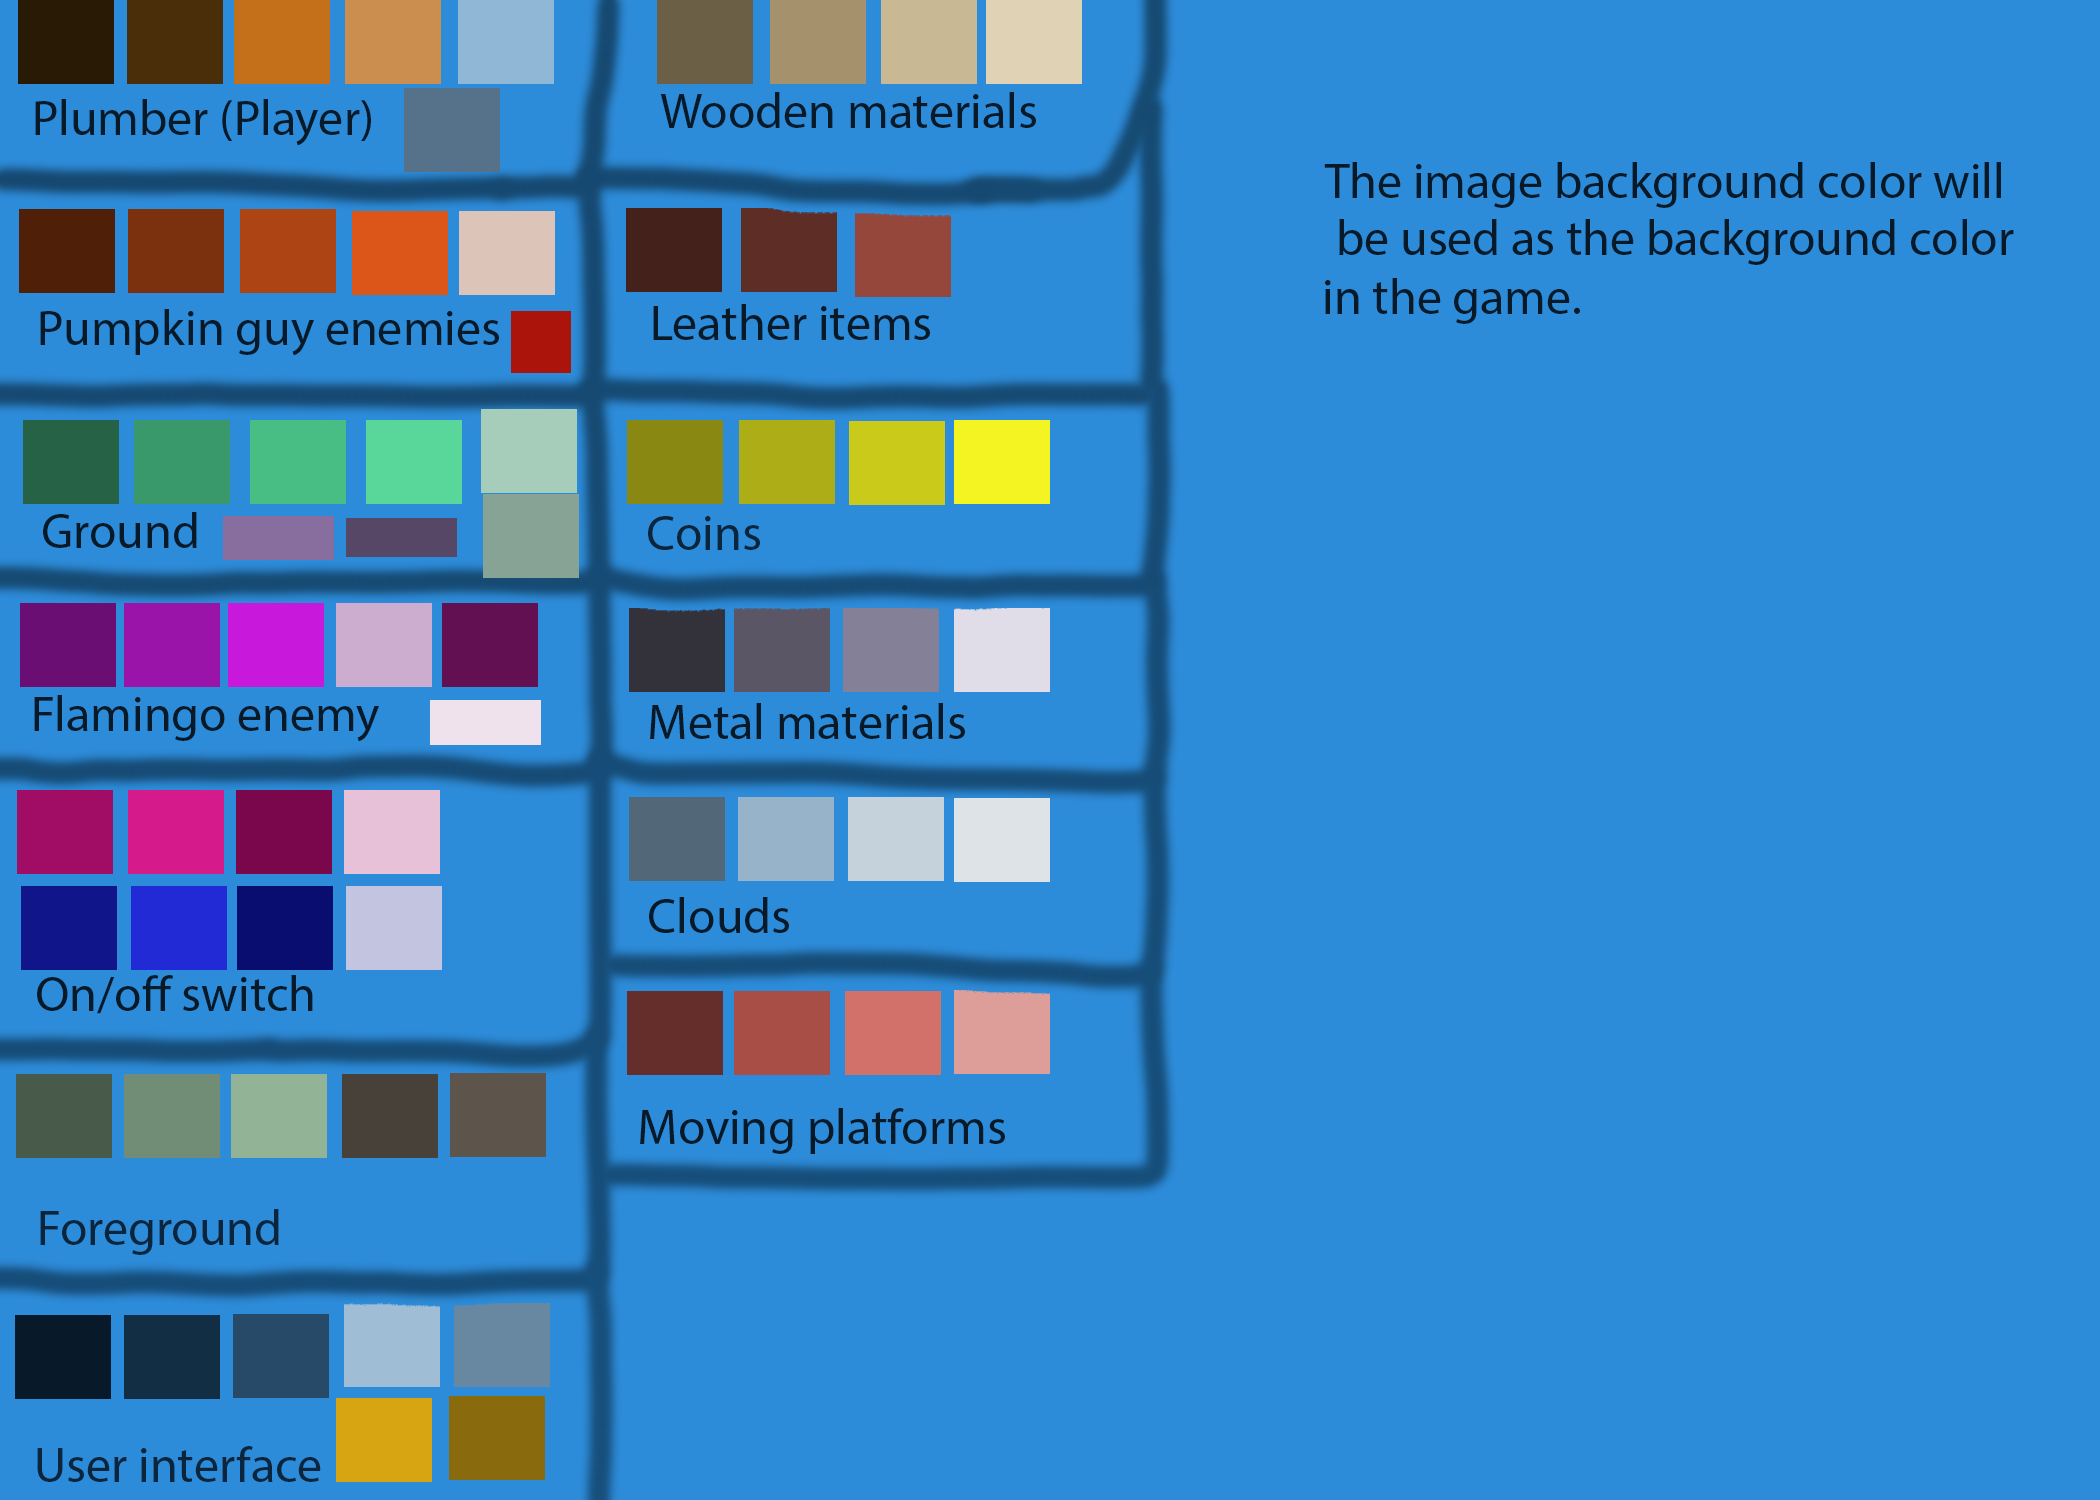 Plumber (Player)
Pumpkin guy enemies
Ground
Flamingo enemy
On/off switch
Foreground
User interface
Wooden materials
Leather items
Coins
Metal materials
Clouds
Moving platforms
The image background color will
be used as the background color
in the game.